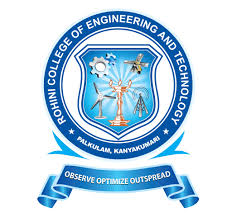 ROHINI COLLEGE OF ENGINEERING AND TECHNOLOGY
PALKULAM, KANYAKUMARI
OBSERVE OPTIMIZE OUTSPREAD